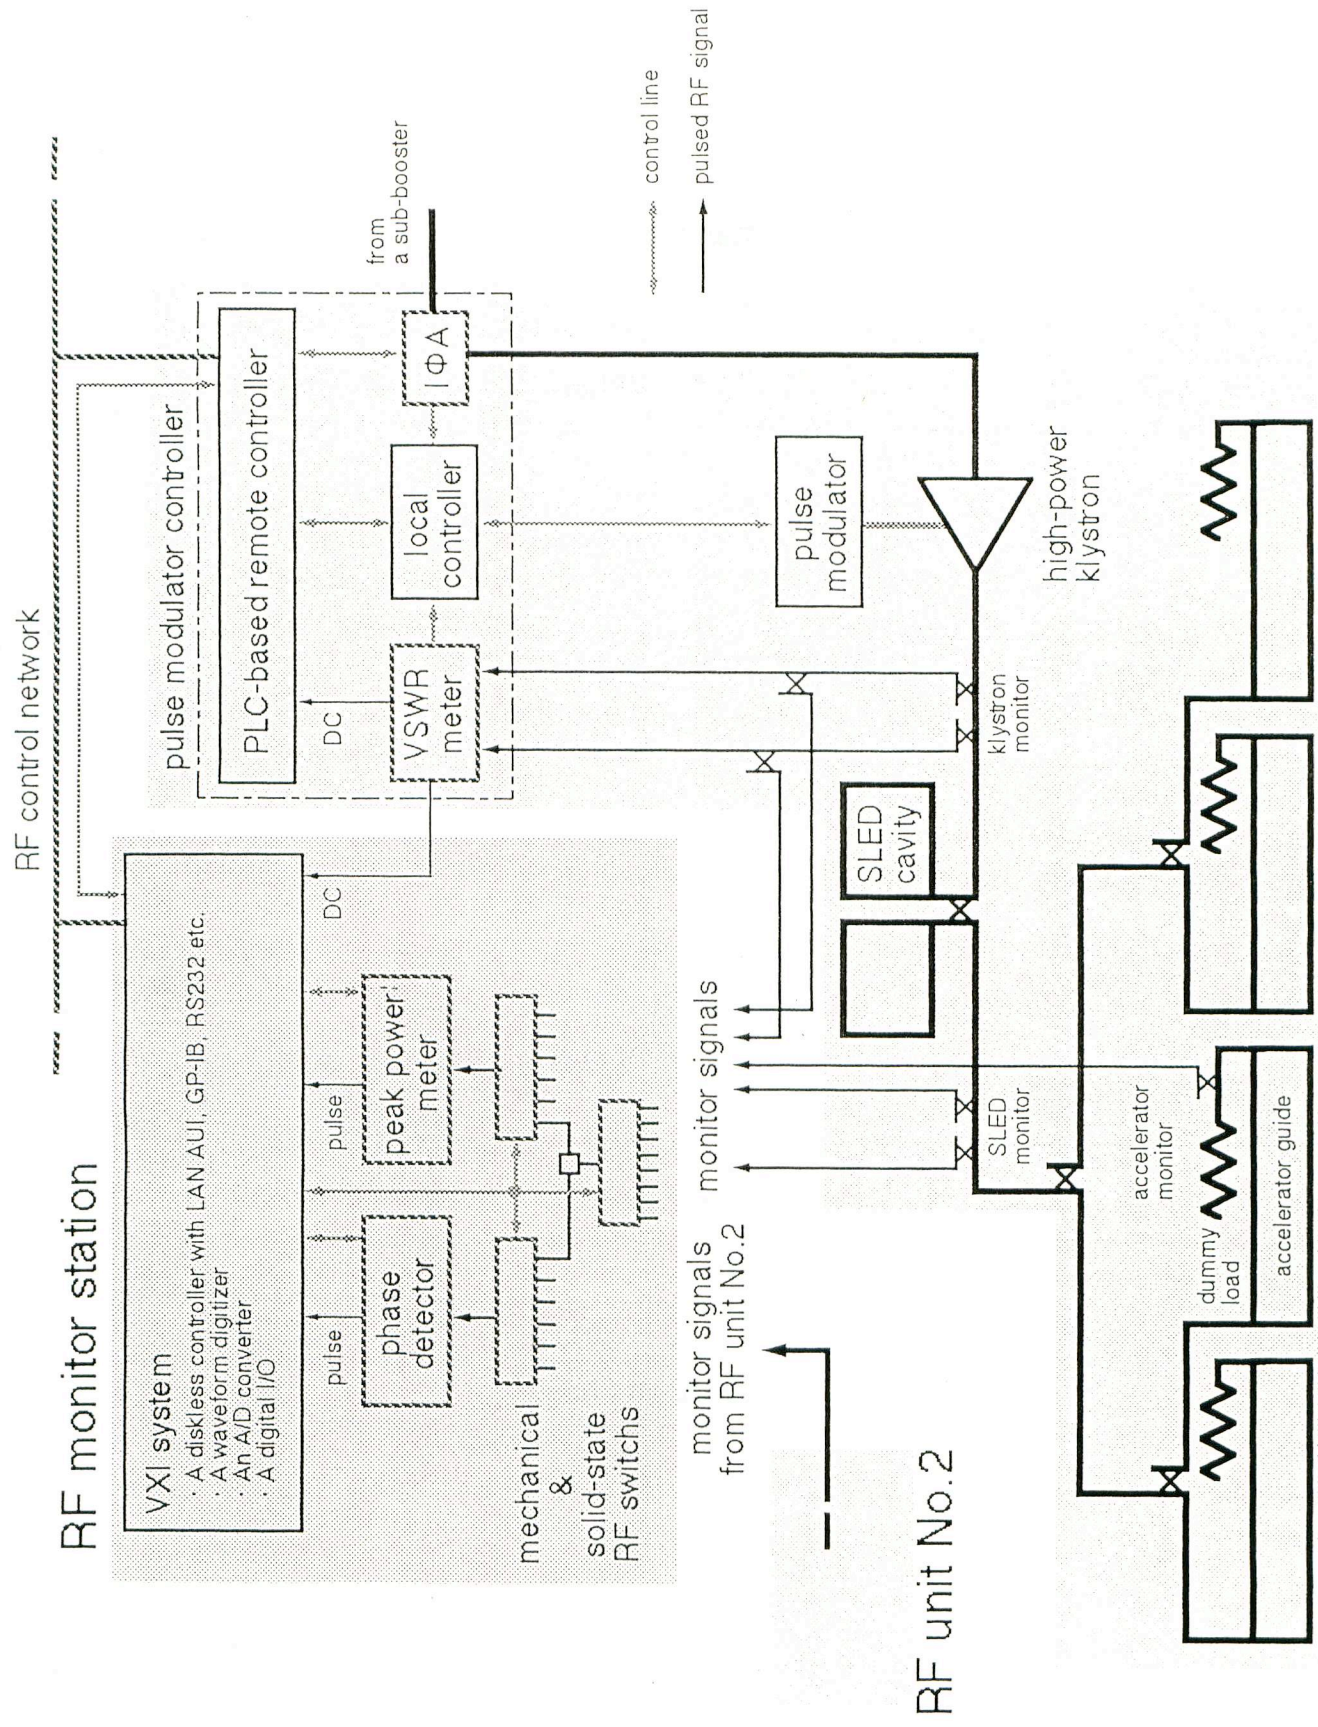 RF control network
RF monitor station
VXI system
· A diskless controller with LAN AUI, GP-IB, RS232 etc.
· A waveform digitizer
· An A/D converter
· A digital I/O
pulse modulator controller
PLC-based remote controller
pulse
pulse
DC
DC
phase
detector
peak power
meter
VSWR
meter
local
controller
IΦA
from
a sub-booster
mechanical
&
solid-state
RF switchs
control line
pulsed RF signal
monitor signals
from RF unit No.2
monitor signals
pulse
modulator
SLED
cavity
RF unit No.2
SLED
monitor
klystron
monitor
high-power
klystron
accelerator
monitor
dummy
load
accelerator guide